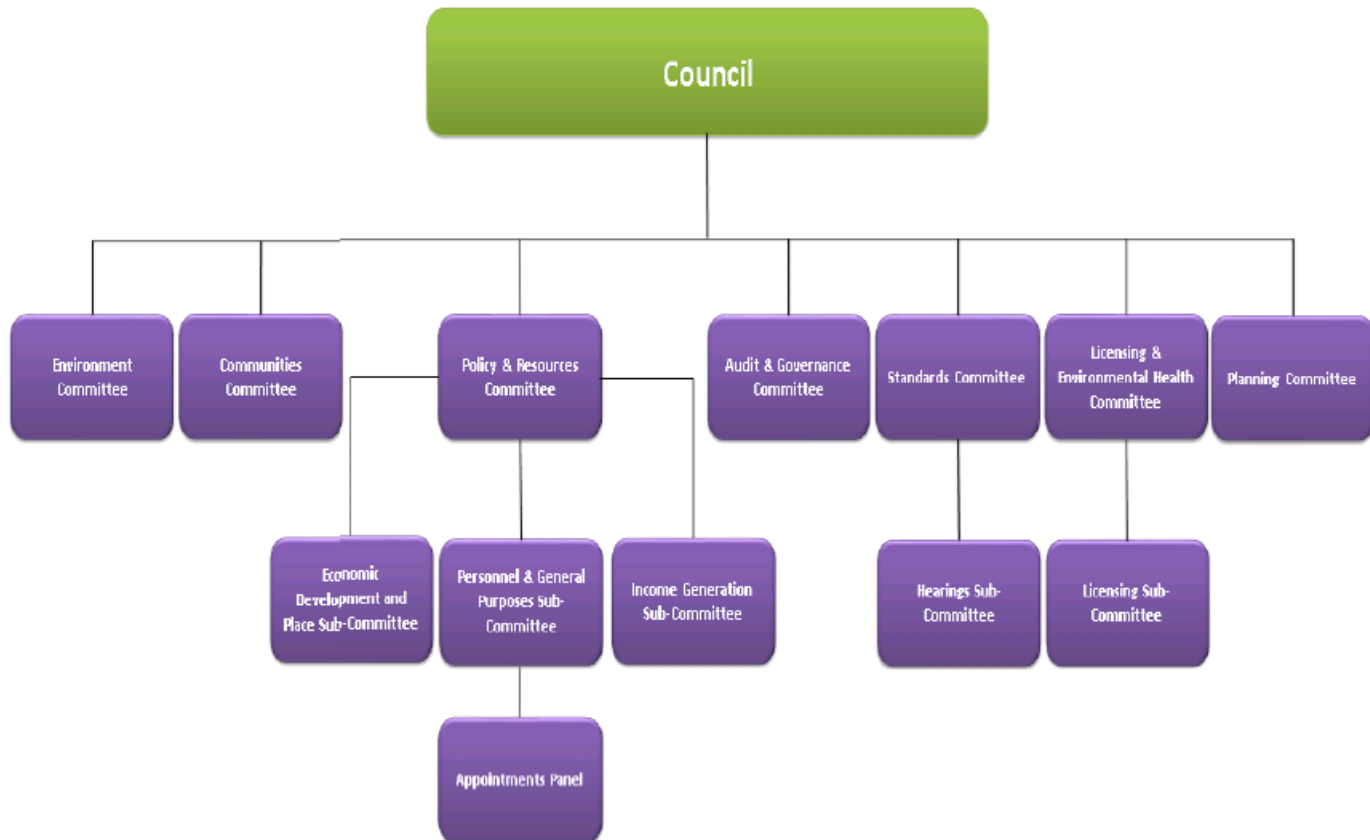 Council
Environment
Committee
Communities
Committee
Policy & Resources
Committee
Audit & Governance
Committee
Standards Committee
Licensing &
Environmental Health
Committee
Planning Committee
Economic
Development and
Place Sub-Committee
Personnel & General
Purposes Sub-
Committee
Income Generation
Sub-Committee
Hearings Sub-
Committee
Licensing Sub-
Committee
Appointments Panel